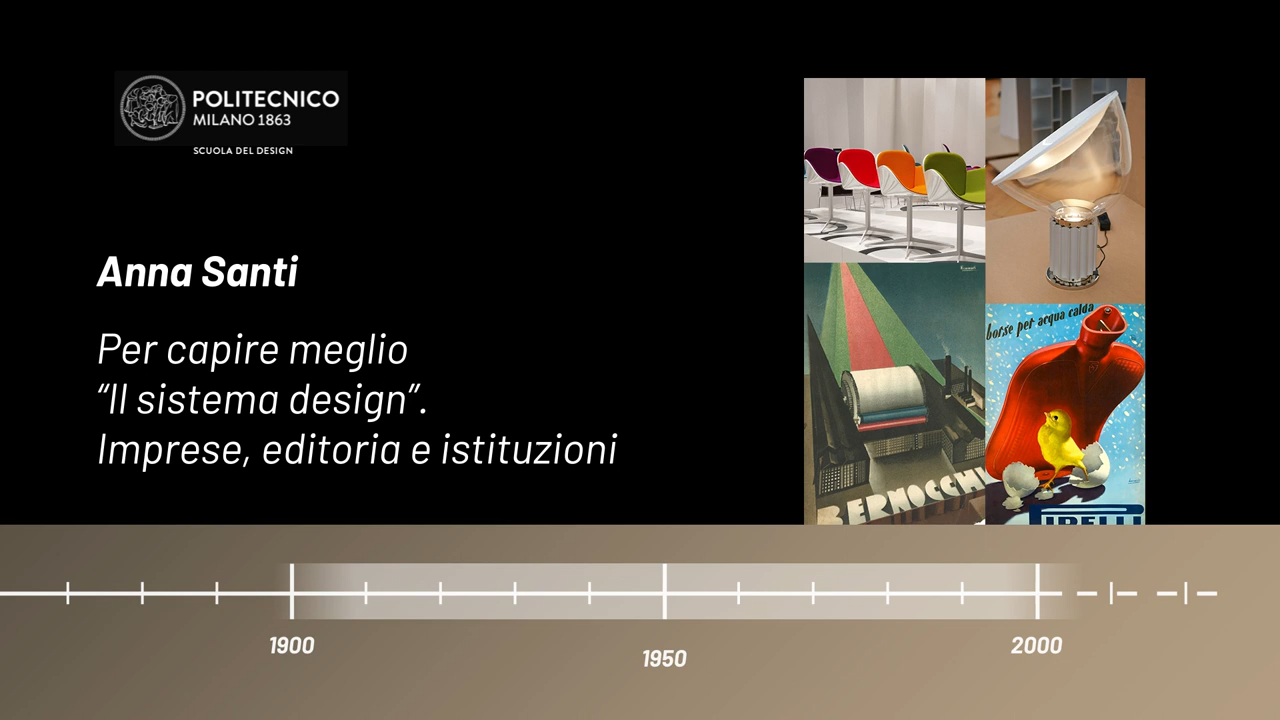 POLITECNICO
MILANO 1863
SCUOLA DEL DESIGN
Anna Santi
Per capire meglio
“Il sistema design”.
Imprese, editoria e istituzioni
borse per acqua calda
BERNOCCHI
PIRELLI
1900
1950
2000